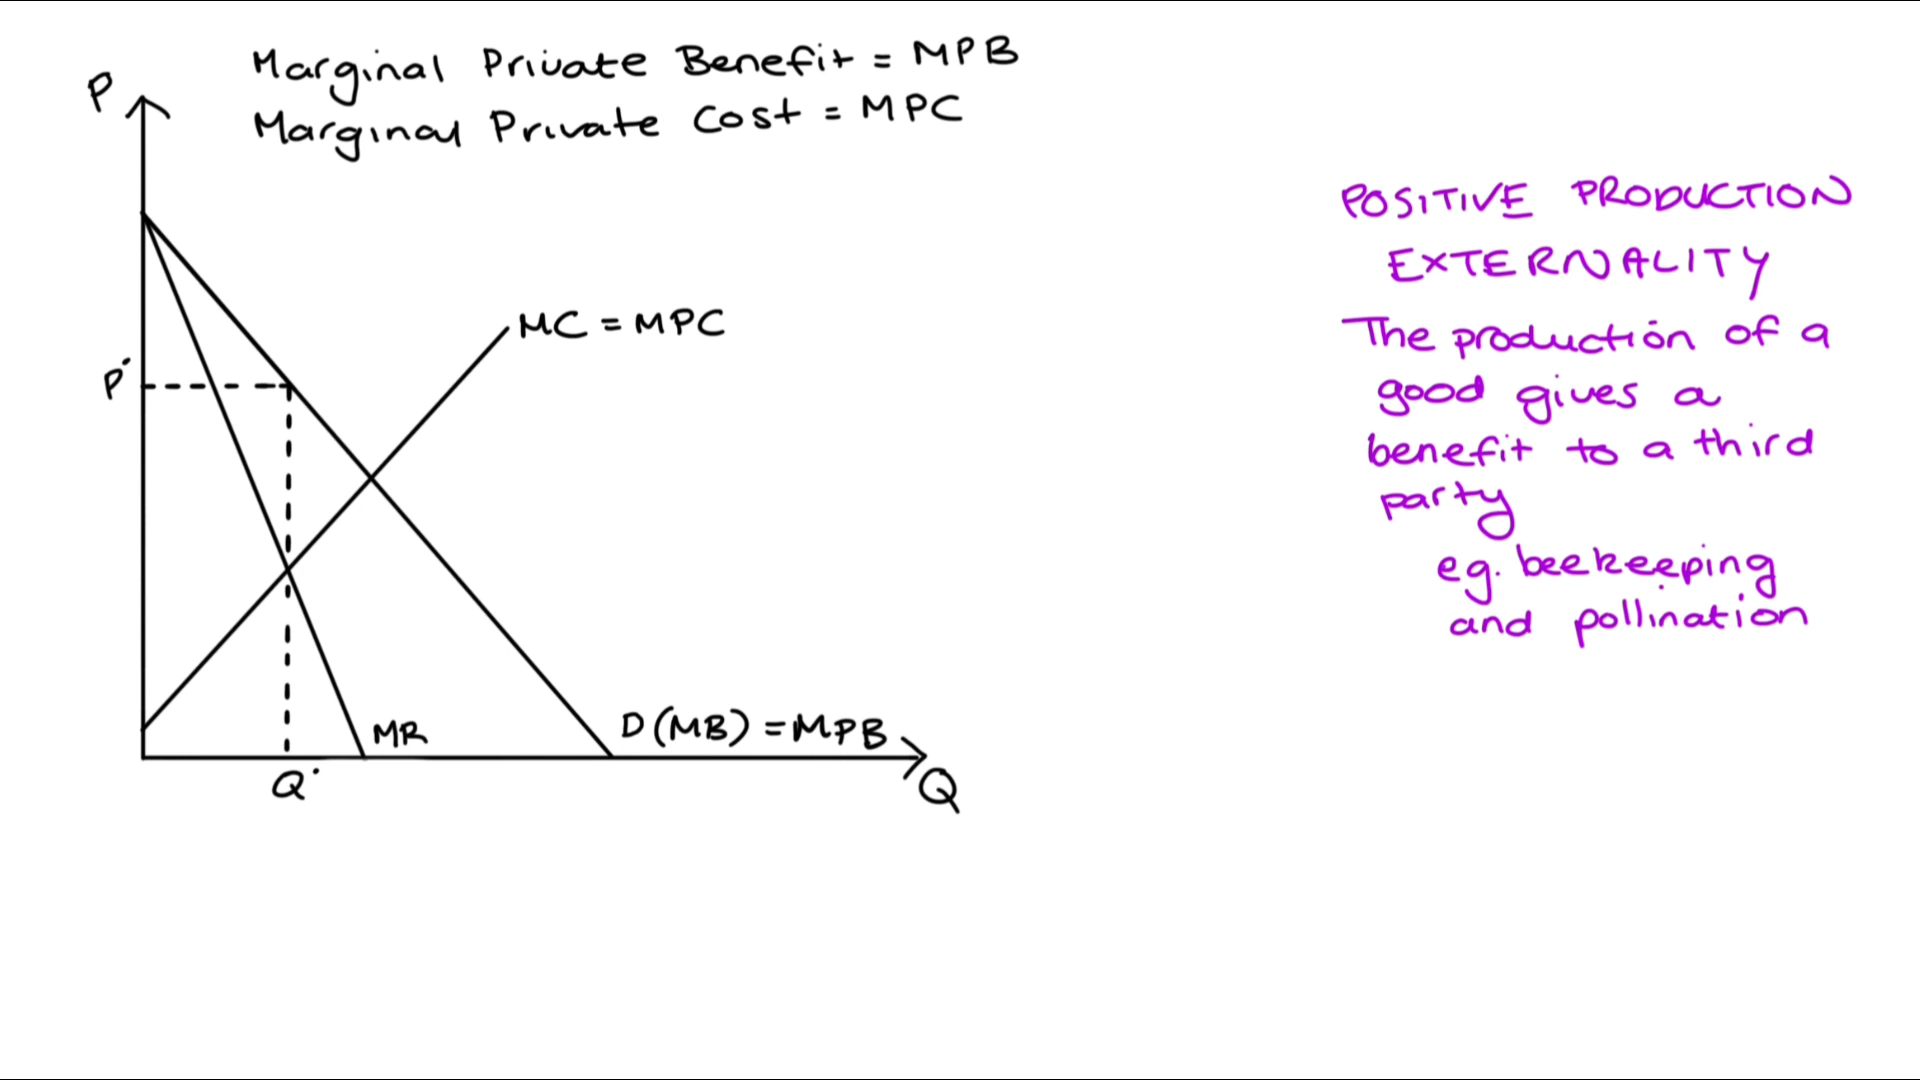 Marginal Private Benefit = MPB
Marginal Private Cost = MPC
P
MC = MPC
P*
MR
D(MB) = MPB
Q*
Q
POSITIVE PRODUCTION
EXTERNALITY
The production of a
good gives a
benefit to a third
party
eg. beekeeping
and pollination